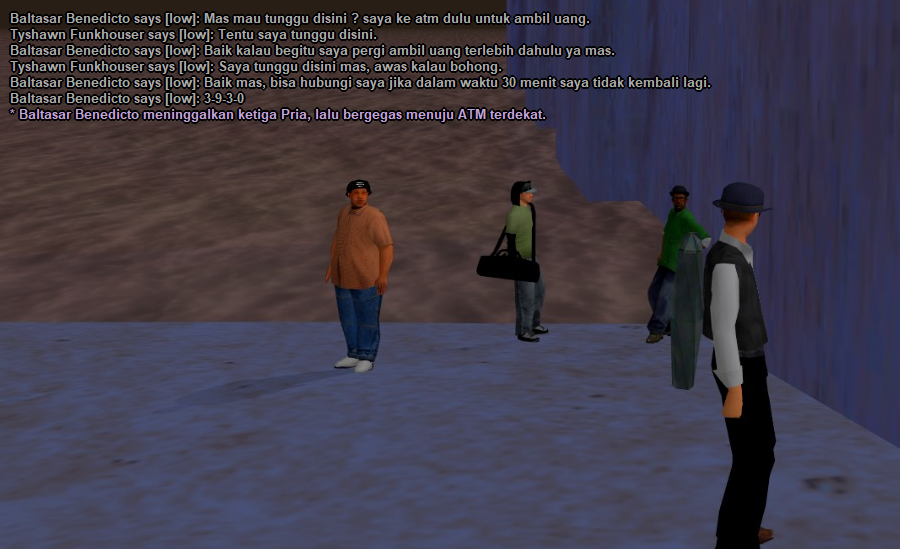 Baltasar Benedicto says [low]: Mas mau tunggu disini ? saya ke atm dulu untuk ambil uang.
Tyshawn Funkhouser says [low]: Tentu saya tunggu disini.
Baltasar Benedicto says [low]: Baik kalau begitu saya pergi ambil uang terlebih dahulu ya mas.
Tyshawn Funkhouser says [low]: Saya tunggu disini mas, awas kalau bohong.
Baltasar Benedicto says [low]: Baik mas, bisa hubungi saya jika dalam waktu 30 menit saya tidak kembali lagi.
Baltasar Benedicto says [low]: 3-9-3-0
* Baltasar Benedicto meninggalkan ketiga Pria, lalu bergegas menuju ATM terdekat.